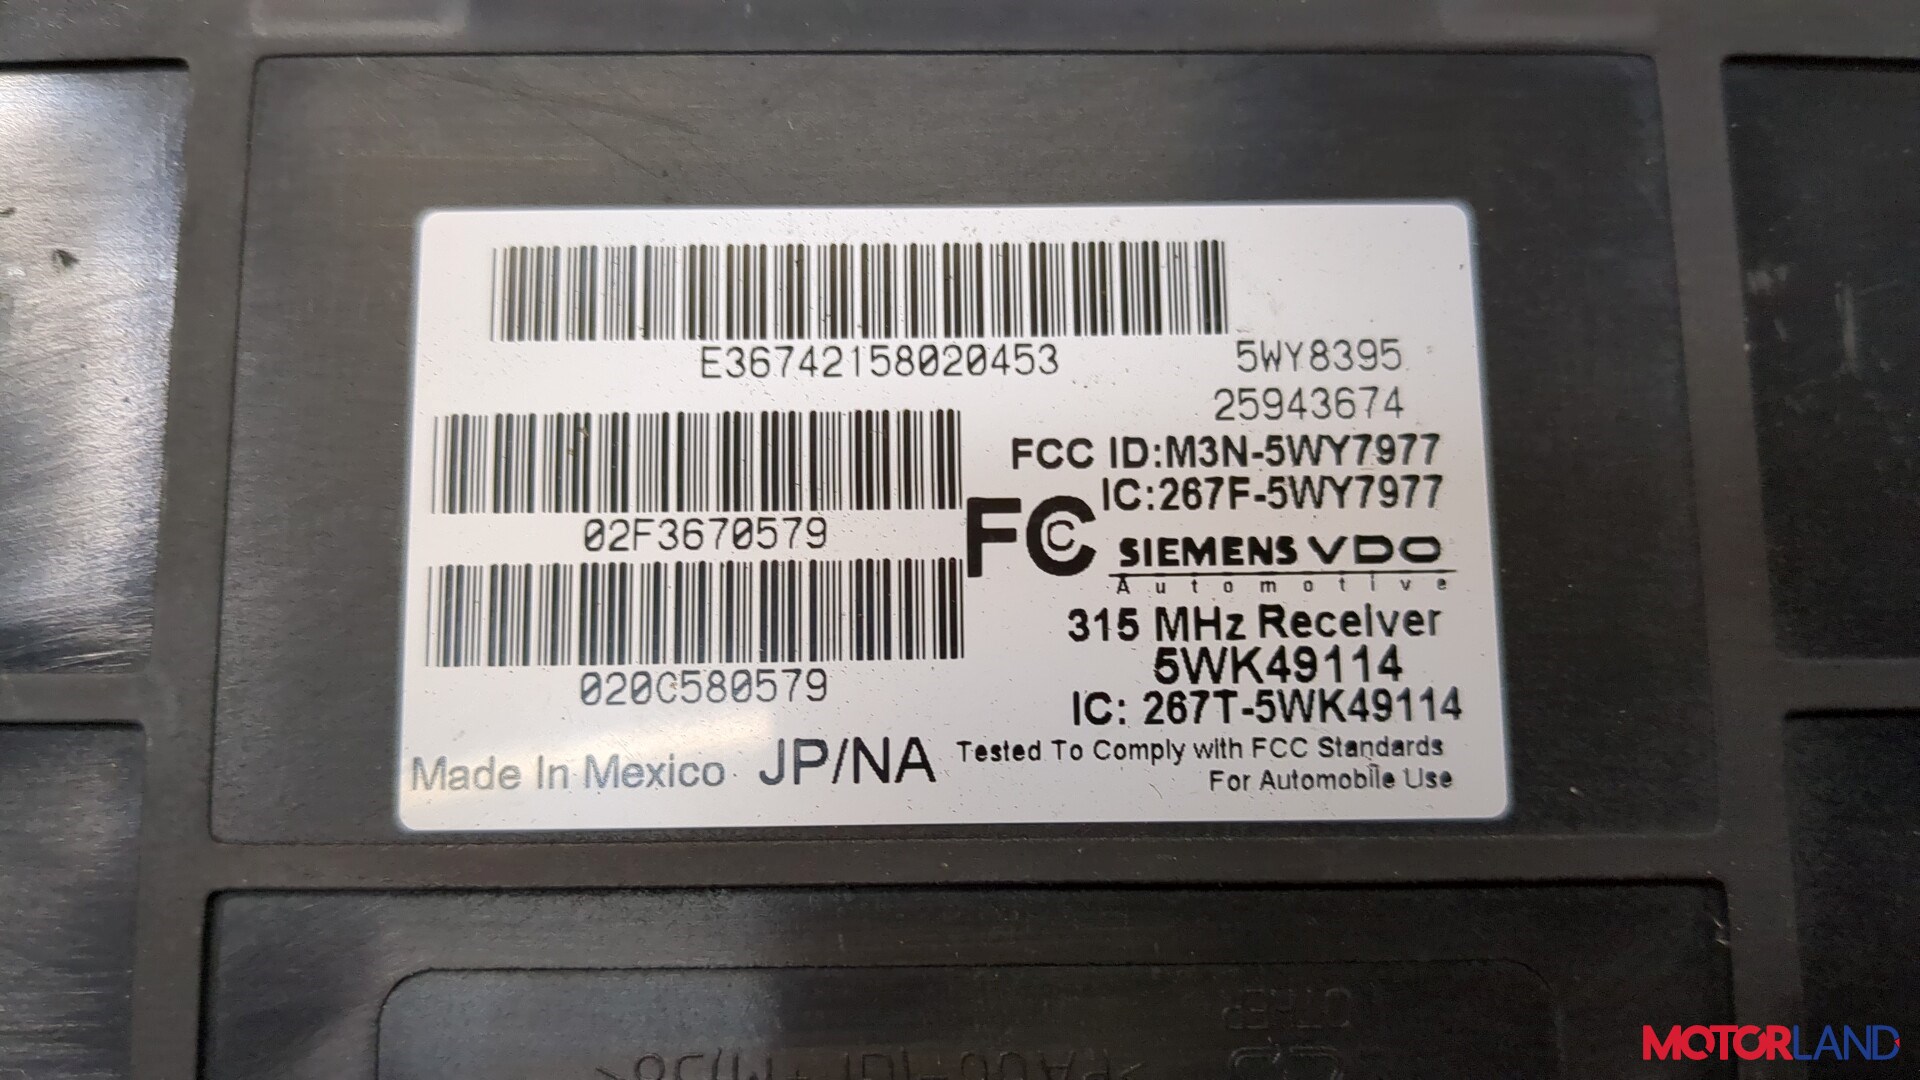 E36742158020453
5WY8395
25943674
FCC ID:M3N-5WY7977
IC:267F-5WY7977
02F3670579
FC
SIEMENS VDO
Automotive
315 MHz Receiver
5WK49114
020C580579
IC: 267T-5WK49114
Made In Mexico JP/NA
Tested To Comply with FCC Standards
For Automobile Use
MOTORLAND